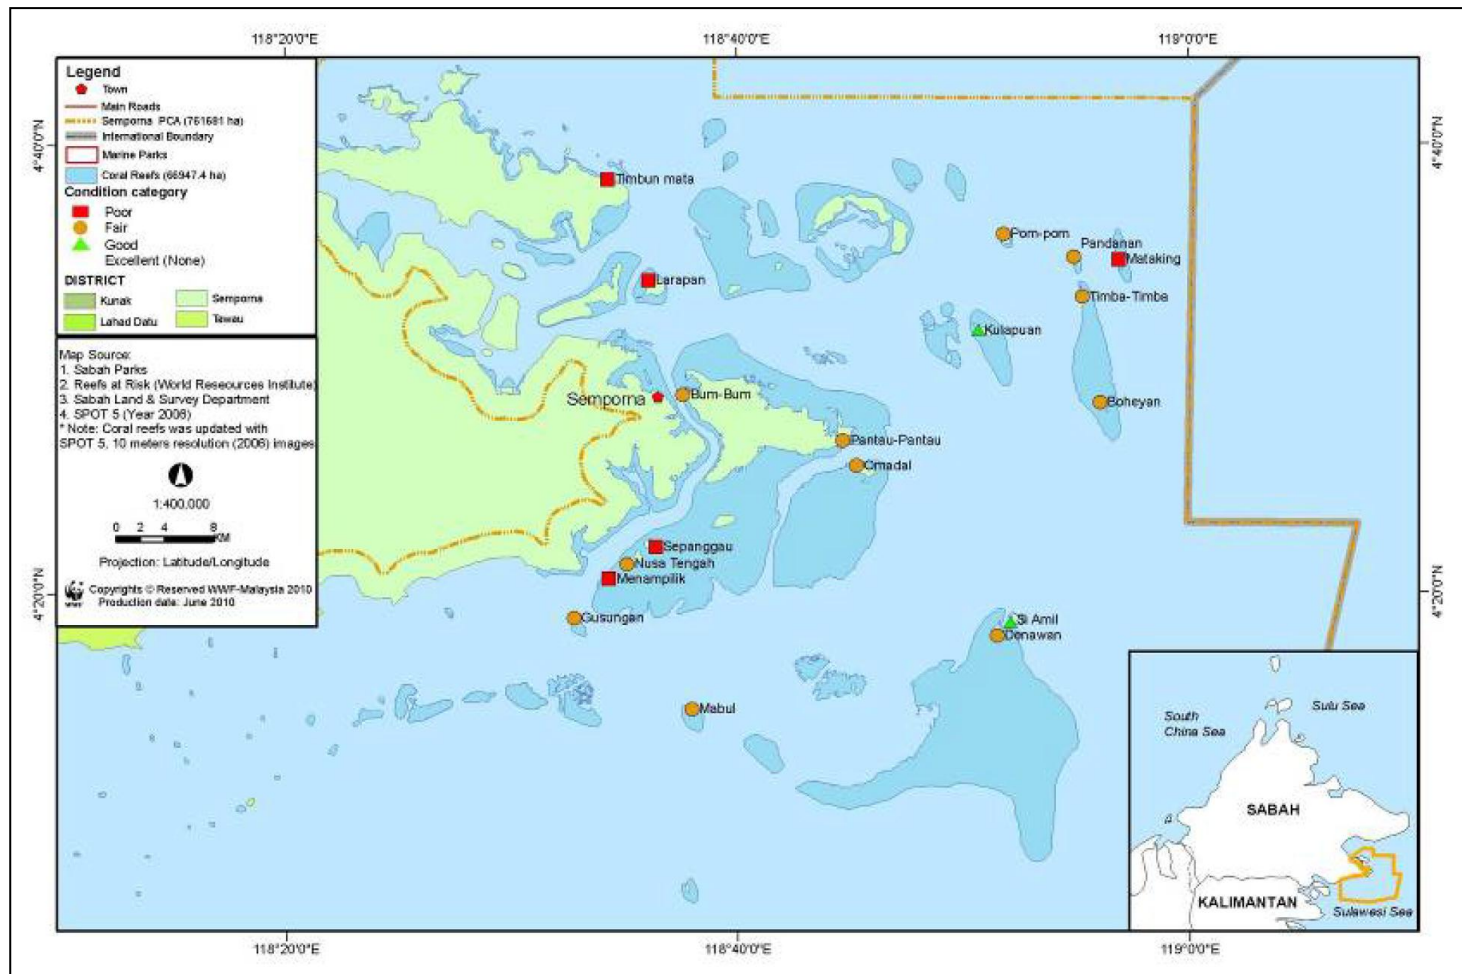 118°20'0"E 118°40'0"E 119°0'0"E
Legend
Town
Main Roads
Semporna PCA (761681 ha)
International Boundary
Marine Parks
Coral Reefs (66947.4 ha)
Condition category
Poor
Fair
Good
Excellent (None)
DISTRICT
Kunak Semporna
Lahad Datu Tawau
Map Source:
1. Sabah Parks
2. Reefs at Risk (World Reseources Institute)
3. Sabah Land & Survey Department
4. SPOT 5 (Year 2006)
* Note: Coral reefs was updated with
SPOT 5, 10 meters resolution (2006) images
1:400,000
0 2 4 8
KM
Projection: Latitude/Longitude
WWF
Copyrights © Reserved WWF-Malaysia 2010
Production date: June 2010
4°40'0"N 4°40'0"N
Timbun mata
Pom-pom
Pandanan
Mataking
Larapan
Timba-Timba
Kulapuan
Semporna
Bum-Bum
Boheyan
Pantau-Pantau
Omadal
Sepanggau
Nusa Tengah
Menampilik
4°20'0"N 4°20'0"N
Gusungan
Si Amil
Denawan
Mabul
South
China Sea
Sulu Sea
SABAH
KALIMANTAN
Sulawesi Sea
118°20'0"E 118°40'0"E 119°0'0"E